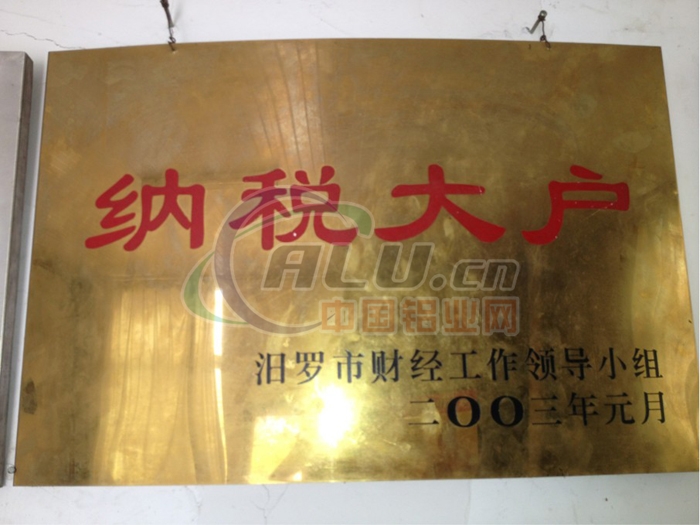 纳税大户
CALU.cn
中国铝业网
汨罗市财经工作领导小组
二OO三年元月